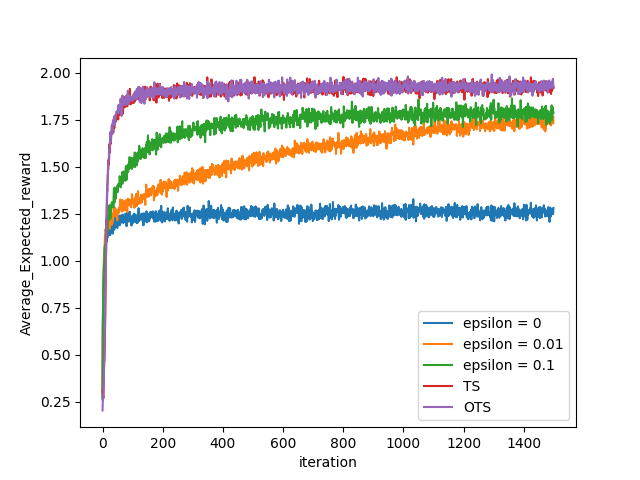 2.00
1.75
1.50
1.25
1.00
0.75
0.50
0.25
Average_Expected_reward
0 200 400 600 800 1000 1200 1400
iteration
epsilon = 0
epsilon = 0.01
epsilon = 0.1
TS
OTS